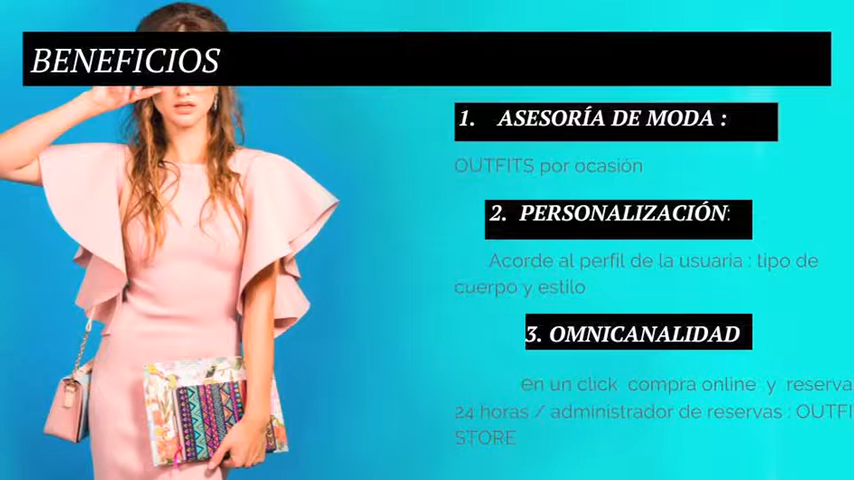 BENEFICIOS
1. ASESORÍA DE MODA :
OUTFITS por ocasión
2. PERSONALIZACIÓN:
Acorde al perfil de la usuaria : tipo de
cuerpo y estilo
3. OMNICANALIDAD
en un click compra online y reserva
24 horas / administrador de reservas : OUTFI
STORE